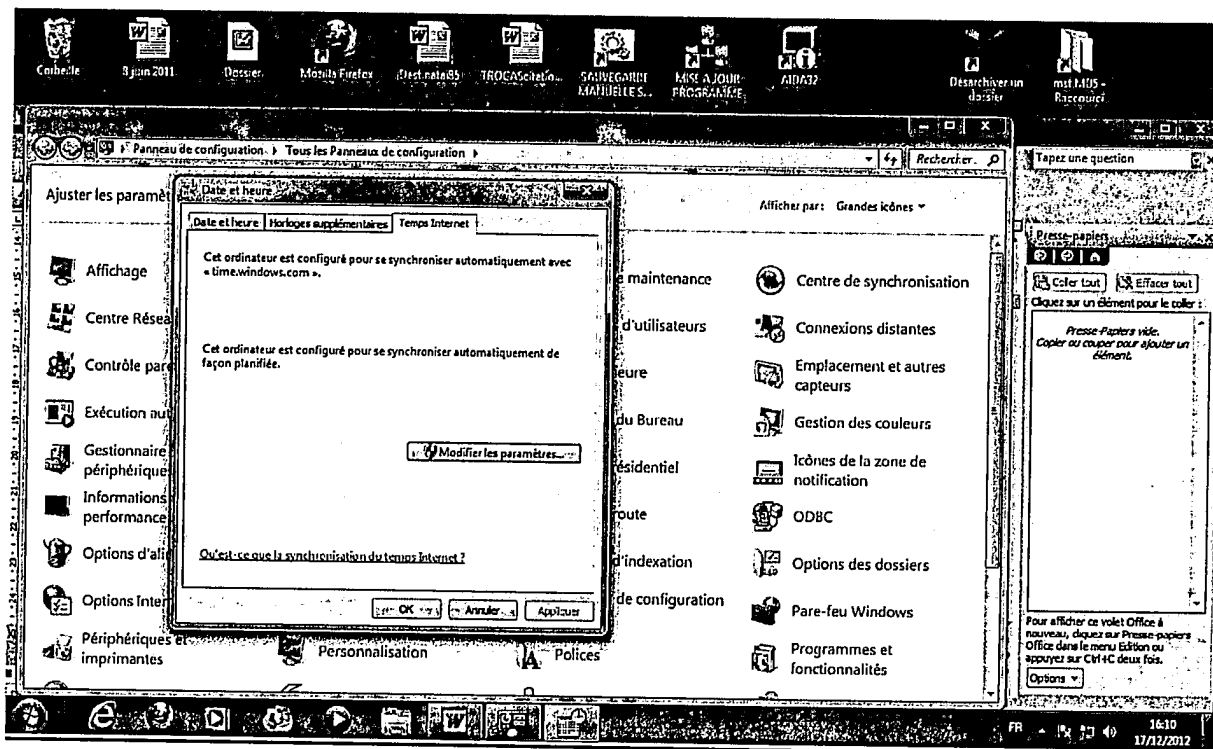 Corbeille
8 juin 2011
Dossier
Mozilla Firefox
SAUVEGARDE
MANUELLE S...
MISE A JOUR
PROGRAMME
AIDA32
Désarchiver un
dossier
Raccourci
Panneau de configuration
Tous les Panneaux de configuration
Rechercher
Tapez une question
Ajuster les paramèt
Afficher par : Grandes icônes
Date et heure
Date et heure
Horloges supplémentaires
Temps Internet
Cet ordinateur est configuré pour se synchroniser automatiquement avec
« time.windows.com ».
Cet ordinateur est configuré pour se synchroniser automatiquement de
façon planifiée.
Modifier les paramètres...
Qu'est-ce que la synchronisation du temps Internet ?
OK
Annuler
Appliquer
Affichage
Centre Résea
Contrôle pare
Exécution aut
Gestionnaire
périphérique
Informations
performance
Options d'ali
Options Inter
Périphériques et
imprimantes
Personnalisation
Polices
e maintenance
d'utilisateurs
eure
du Bureau
ésidentiel
route
d'indexation
de configuration
Centre de synchronisation
Connexions distantes
Emplacement et autres
capteurs
Gestion des couleurs
Icônes de la zone de
notification
ODBC
Options des dossiers
Pare-feu Windows
Programmes et
fonctionnalités
Presse-papiers
Coller tout
Effacer tout
Cliquez sur un élément pour le coller :
Presse-Papiers vide.
Copier ou couper pour ajouter un
élément.
Pour afficher ce volet Office à
nouveau, cliquez sur Presse-papiers
Office dans le menu Edition ou
appuyez sur Ctrl+C deux fois.
Options
FR
16:10
17/12/2012